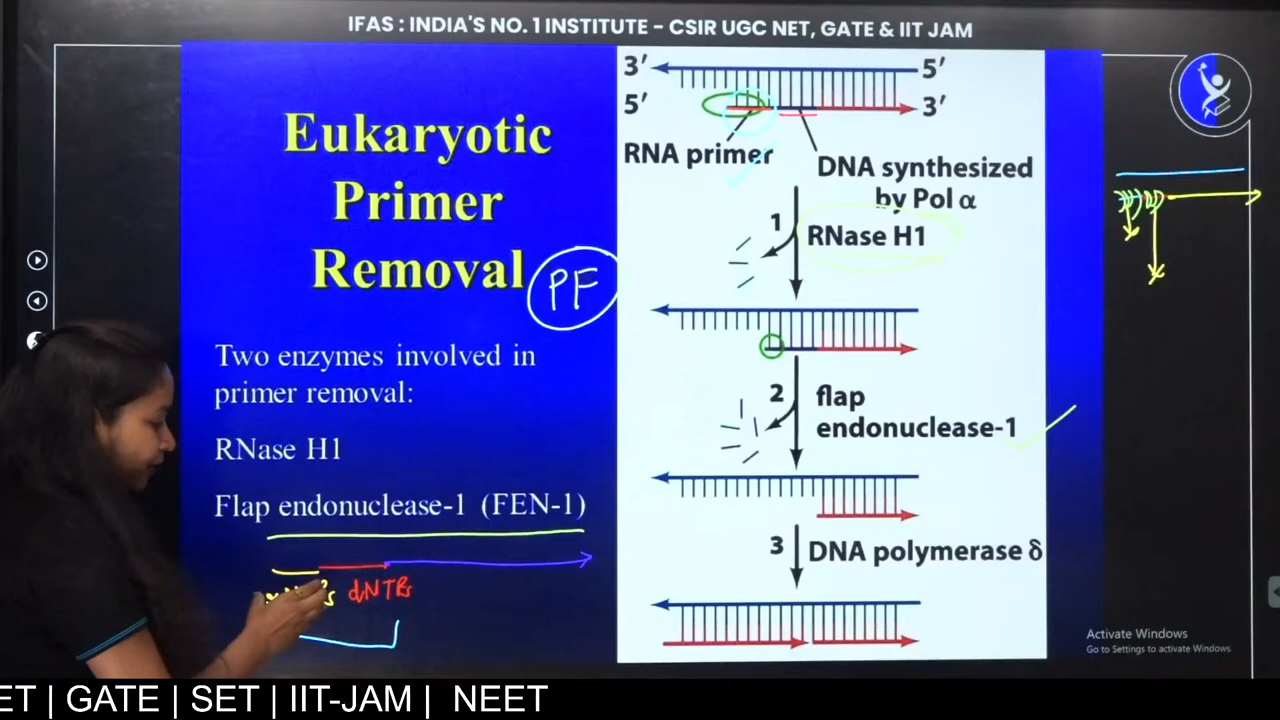 IFAS : INDIA'S NO. 1 INSTITUTE – CSIR UGC NET, GATE & IIT JAM
Eukaryotic
Primer
Removal
PF
Two enzymes involved in
primer removal:
RNase H1
Flap endonuclease-1 (FEN-1)
dNTPs
3′ 5′
5′ 3′
RNA primer
DNA synthesized
by Pol α
1
RNase H1
2
flap
endonuclease-1
3
DNA polymerase δ
Activate Windows
Go to Settings to activate Windows.
ET | GATE | SET | IIT-JAM | NEET